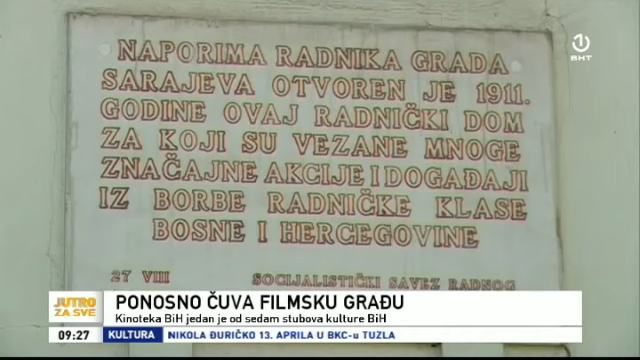 NAPORIMA RADNIKA GRADA
SARAJEVA OTVOREN JE 1911.
GODINE OVAJ RADNIČKI DOM
ZA KOJI SU VEZANE MNOGE
ZNAČAJNE AKCIJE I DOGAĐAJI
IZ BORBE RADNIČKE KLASE
BOSNE I HERCEGOVINE
27 VIII SOCIJALISTIČKI SAVEZ RADNOG
1
BHT
JUTRO
ZA SVE
PONOSNO ČUVA FILMSKU GRAĐU
Kinoteka BiH jedan je od sedam stubova kulture BiH
09:27 KULTURA NIKOLA ĐURIČKO 13. APRILA U BKC-u TUZLA